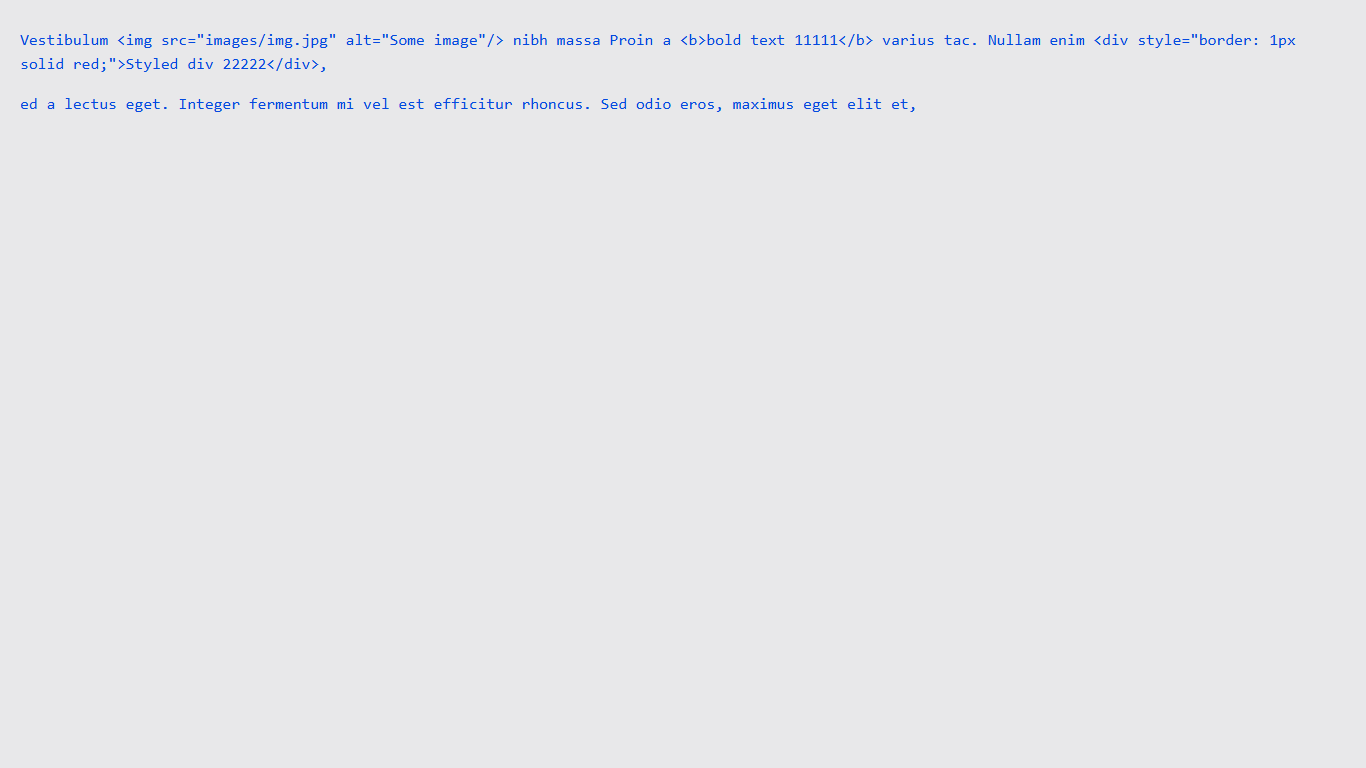 Vestibulum <img src="images/img.jpg" alt="Some image"/> nibh massa Proin a <b>bold text 11111</b> varius tac. Nullam enim <div style="border: 1px
solid red;">Styled div 22222</div>,
ed a lectus eget. Integer fermentum mi vel est efficitur rhoncus. Sed odio eros, maximus eget elit et,